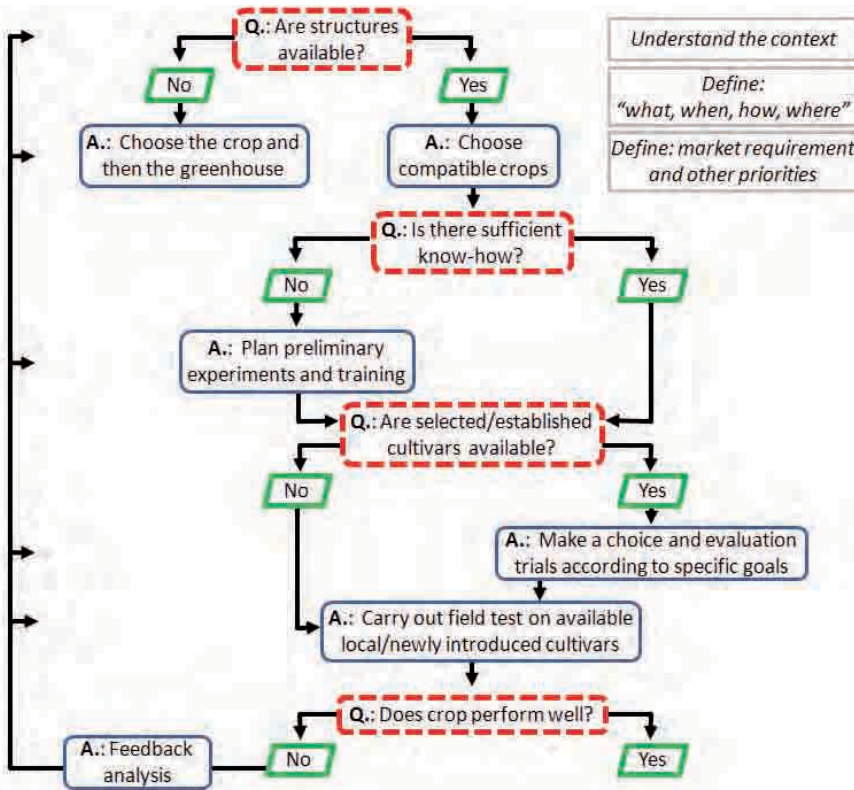 Q.: Are structures
available?
Understand the context
No
Yes
Define:
“what, when, how, where”
A.: Choose the crop and
then the greenhouse
A.: Choose
compatible crops
Define: market requirement
and other priorities
Q.: Is there sufficient
know-how?
No
Yes
A.: Plan preliminary
experiments and training
Q.: Are selected/established
cultivars available?
No
Yes
A.: Make a choice and evaluation
trials according to specific goals
A.: Carry out field test on available
local/newly introduced cultivars
Q.: Does crop perform well?
A.: Feedback
analysis
No
Yes